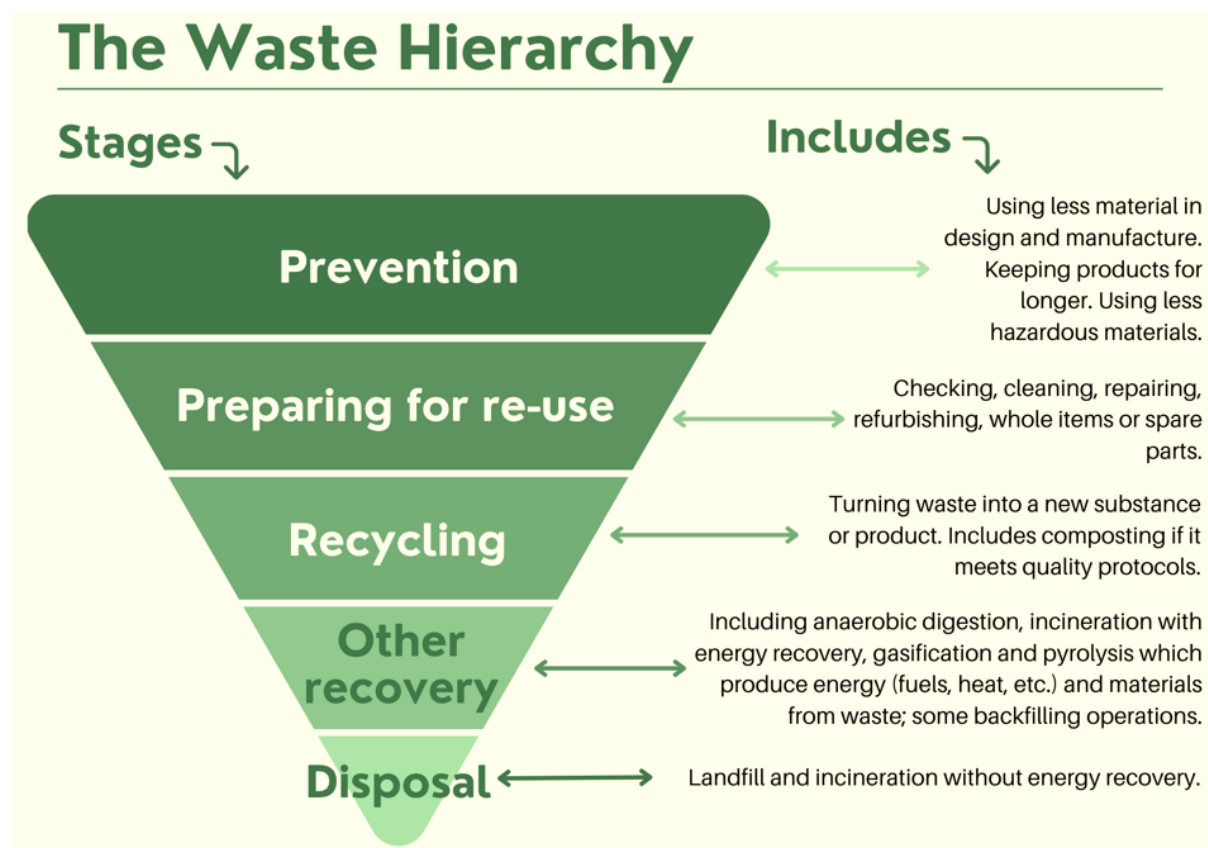 The Waste Hierarchy
Stages
Includes
Prevention
Using less material in
design and manufacture.
Keeping products for
longer. Using less
hazardous materials.
Preparing for re-use
Checking, cleaning, repairing,
refurbishing, whole items or spare
parts.
Recycling
Turning waste into a new substance
or product. Includes composting if it
meets quality protocols.
Other
recovery
Including anaerobic digestion, incineration with
energy recovery, gasification and pyrolysis which
produce energy (fuels, heat, etc.) and materials
from waste; some backfilling operations.
Disposal
Landfill and incineration without energy recovery.